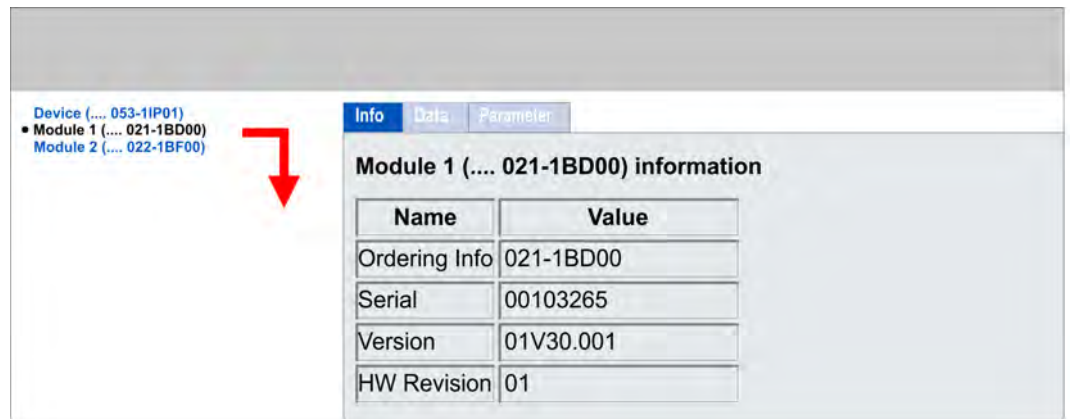 Device (.... 053-1IP01)
Module 1 (.... 021-1BD00)
Module 2 (.... 022-1BF00)
Info Data Parameter
Module 1 (.... 021-1BD00) information
Name Value
Ordering Info 021-1BD00
Serial 00103265
Version 01V30.001
HW Revision 01